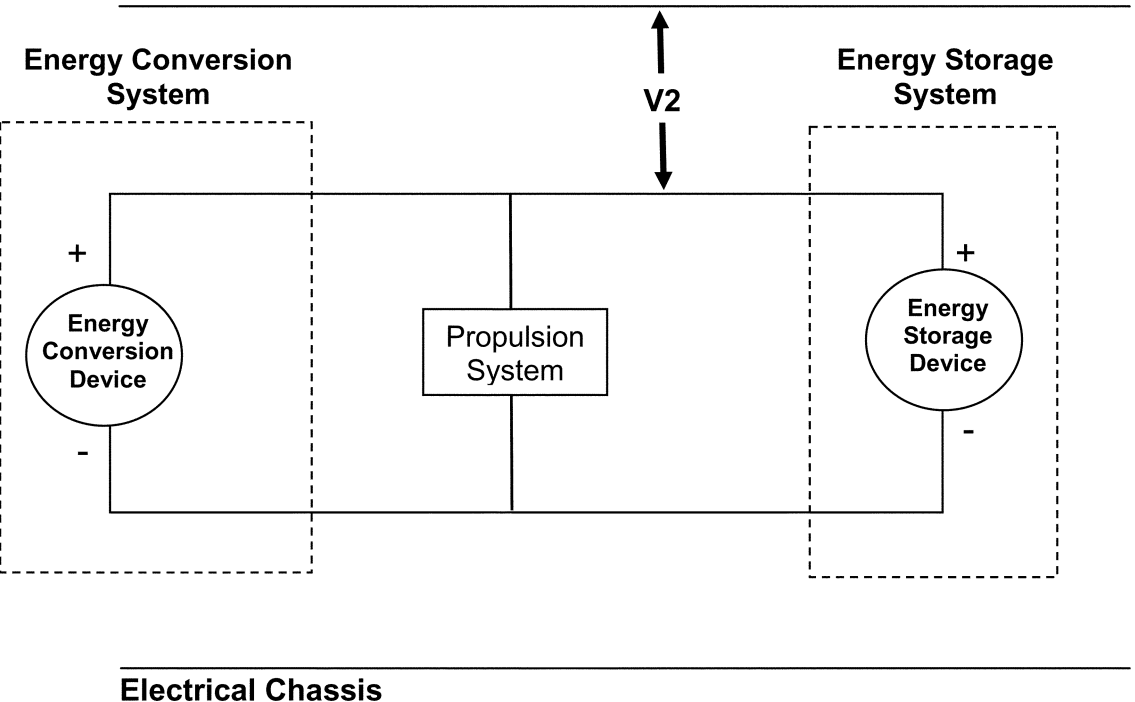 Energy Conversion
System
V2
Energy Storage
System
+
Energy
Conversion
Device
-
Propulsion
System
+
Energy
Storage
Device
-
Electrical Chassis